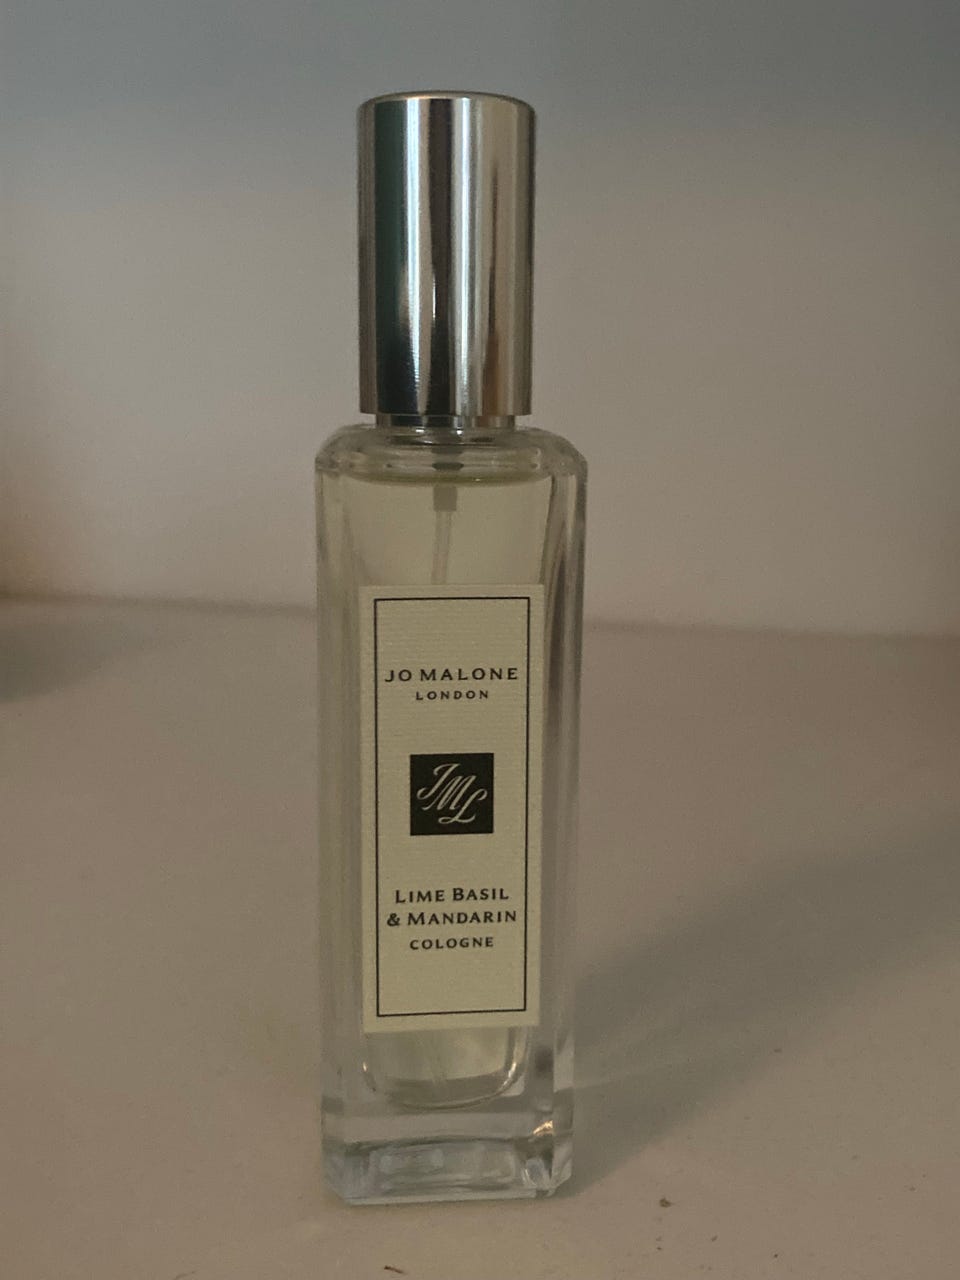 JO MALONE
LONDON
JML
LIME BASIL
& MANDARIN
COLOGNE